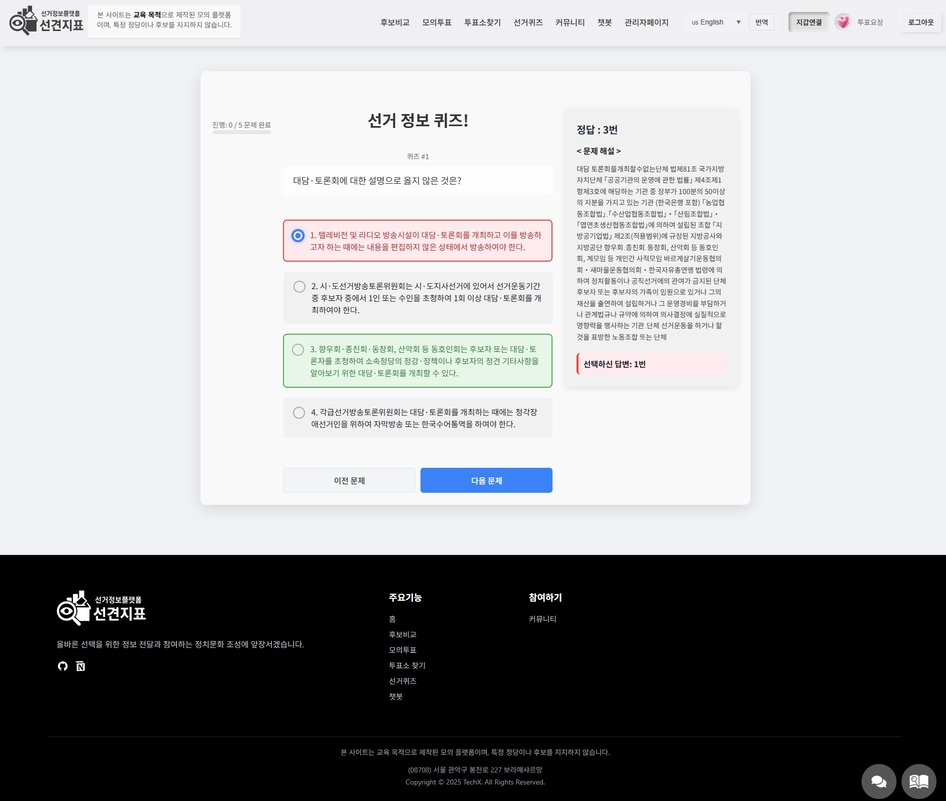 선거정보플랫폼
선견지표
본 사이트는 교육 목적으로 제작된 모의 플랫폼
이며, 특정 정당이나 후보를 지지하지 않습니다.
후보비교 모의투표 투표소찾기 선거퀴즈 커뮤니티 챗봇 관리자페이지
us English
번역
지갑연결
투표요정
로그아웃
진행: 0 / 5 문제 완료
선거 정보 퀴즈!
퀴즈 #1
대담·토론회에 대한 설명으로 옳지 않은 것은?
1. 텔레비전 및 라디오 방송시설이 대담·토론회를 개최하고 이를 방송하
고자 하는 때에는 내용을 편집하지 않은 상태에서 방송하여야 한다.
2. 시·도선거방송토론위원회는 시·도지사선거에 있어서 선거운동기간
중 후보자 중에서 1인 또는 수인을 초청하여 1회 이상 대담·토론회를 개
최하여야 한다.
3. 향우회·종친회·동창회, 산악회 등 동호인회는 후보자 또는 대담·토
론자를 초청하여 소속정당의 정강·정책이나 후보자의 정견 기타사항을
알아보기 위한 대담·토론회를 개최할 수 있다.
4. 각급선거방송토론위원회는 대담·토론회를 개최하는 때에는 청각장
애선거인을 위하여 자막방송 또는 한국수어통역을 하여야 한다.
이전 문제
다음 문제
정답 : 3번
< 문제 해설 >
대담 토론회를개최할수없는단체 법제81조 국가지방
자치단체 「공공기관의 운영에 관한 법률」 제4조제1
항제3호에 해당하는 기관 중 정부가 100분의 50이상
의 지분을 가지고 있는 기관 (한국은행 포함) 「농업협
동조합법」 「수산업협동조합법」・「산림조합법」・
「엽연초생산협동조합법」에 의하여 설립된 조합 「지
방공기업법」 제2조(적용범위)에 규정된 지방공사와
지방공단 향우회.종친회.동창회, 산악회 등 동호인
회, 계모임 등 개인간 사적모임 바르게살기운동협의
회・새마을운동협의회・한국자유총연맹 법령에 의
하여 정치활동이나 공직선거에의 관여가 금지된 단체
후보자 또는 후보자의 가족이 임원으로 있거나 그의
재산을 출연하여 설립하거나 그 운영경비를 부담하거
나 관계법규나 규약에 의하여 의사결정에 실질적으로
영향력을 행사하는 기관.단체 선거운동을 하거나 할
것을 표방한 노동조합 또는 단체
선택하신 답변: 1번
선거정보플랫폼
선견지표
올바른 선택을 위한 정보 전달과 참여하는 정치문화 조성에 앞장서겠습니다.
주요기능
홈
후보비교
모의투표
투표소 찾기
선거퀴즈
챗봇
참여하기
커뮤니티
본 사이트는 교육 목적으로 제작된 모의 플랫폼이며, 특정 정당이나 후보를 지지하지 않습니다.
(08708) 서울 관악구 봉천로 227 보라매샤르망
Copyright © 2025 TechX. All Rights Reserved.